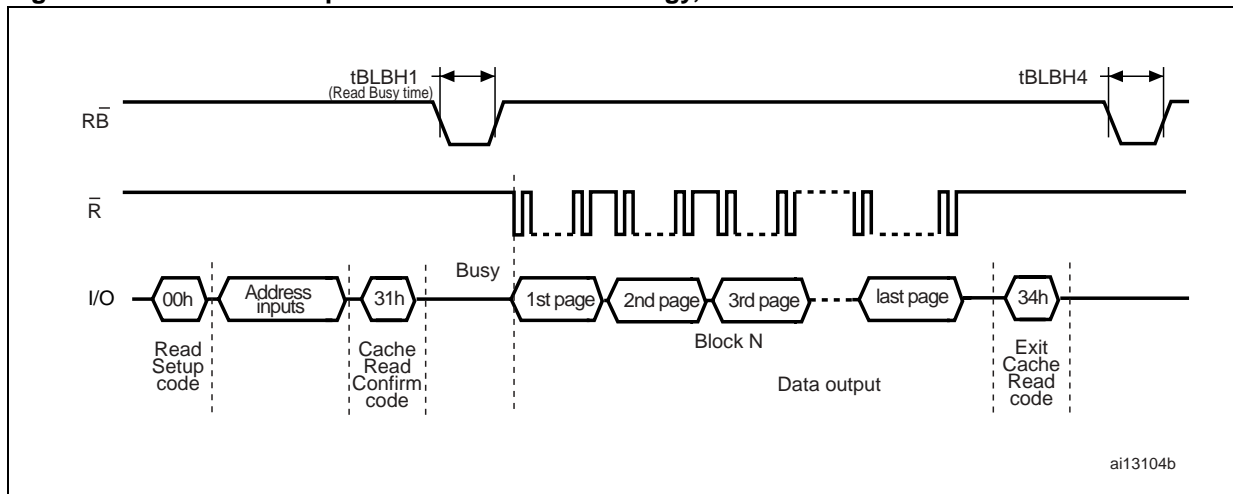 tBLBH1
(Read Busy time)
tBLBH4
RB̅
R̅
Busy
I/O
00h
Address
inputs
31h
1st page
2nd page
3rd page
last page
34h
Read
Setup
code
Cache
Read
Confirm
code
Block N
Data output
Exit
Cache
Read
code
ai13104b